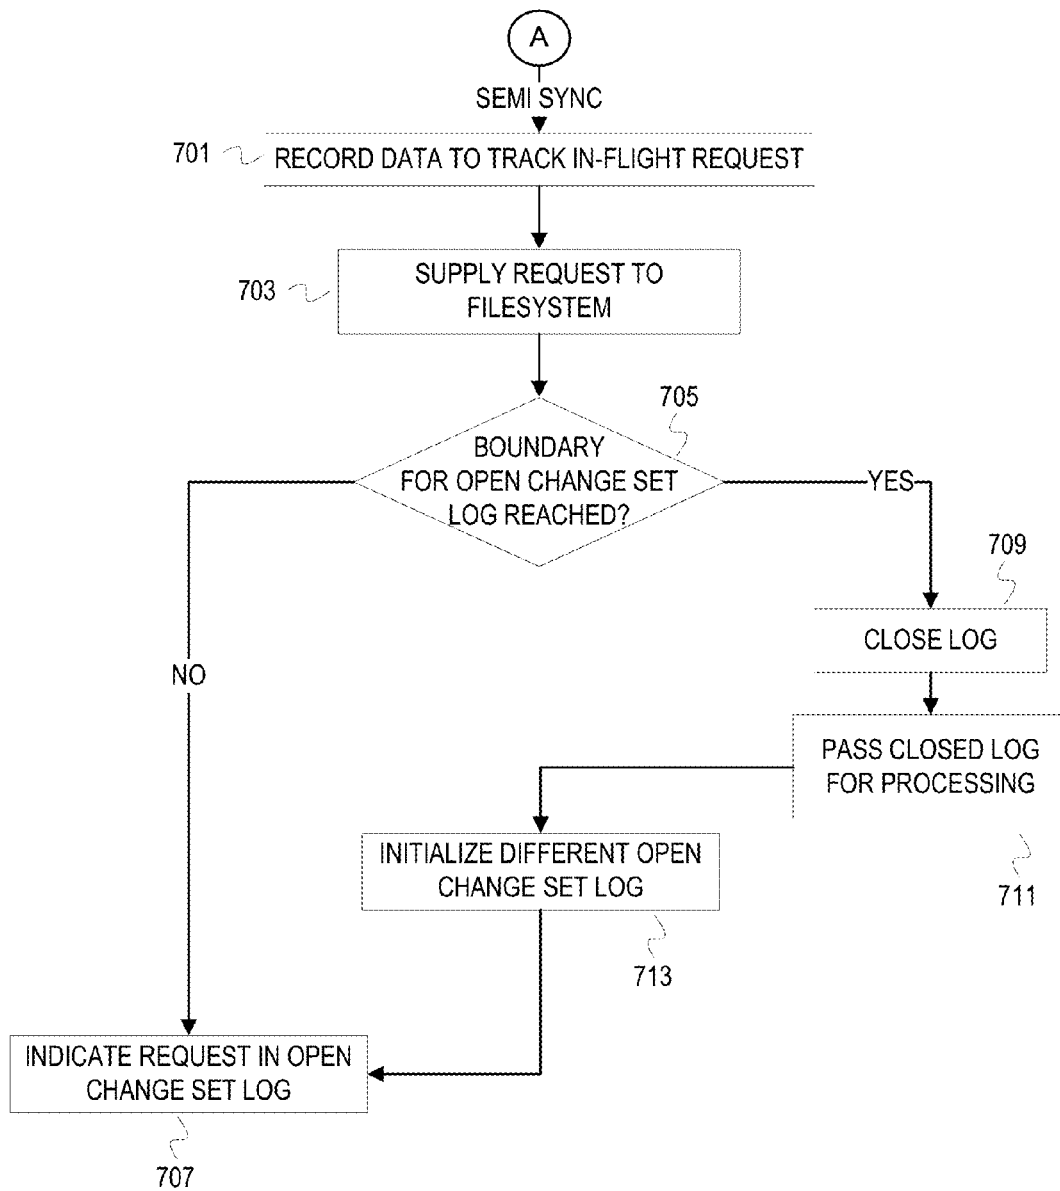 A
SEMI SYNC
701
RECORD DATA TO TRACK IN-FLIGHT REQUEST
703
SUPPLY REQUEST TO
FILESYSTEM
705
BOUNDARY
FOR OPEN CHANGE SET
LOG REACHED?
YES
709
CLOSE LOG
NO
PASS CLOSED LOG
FOR PROCESSING
711
INITIALIZE DIFFERENT OPEN
CHANGE SET LOG
713
INDICATE REQUEST IN OPEN
CHANGE SET LOG
707